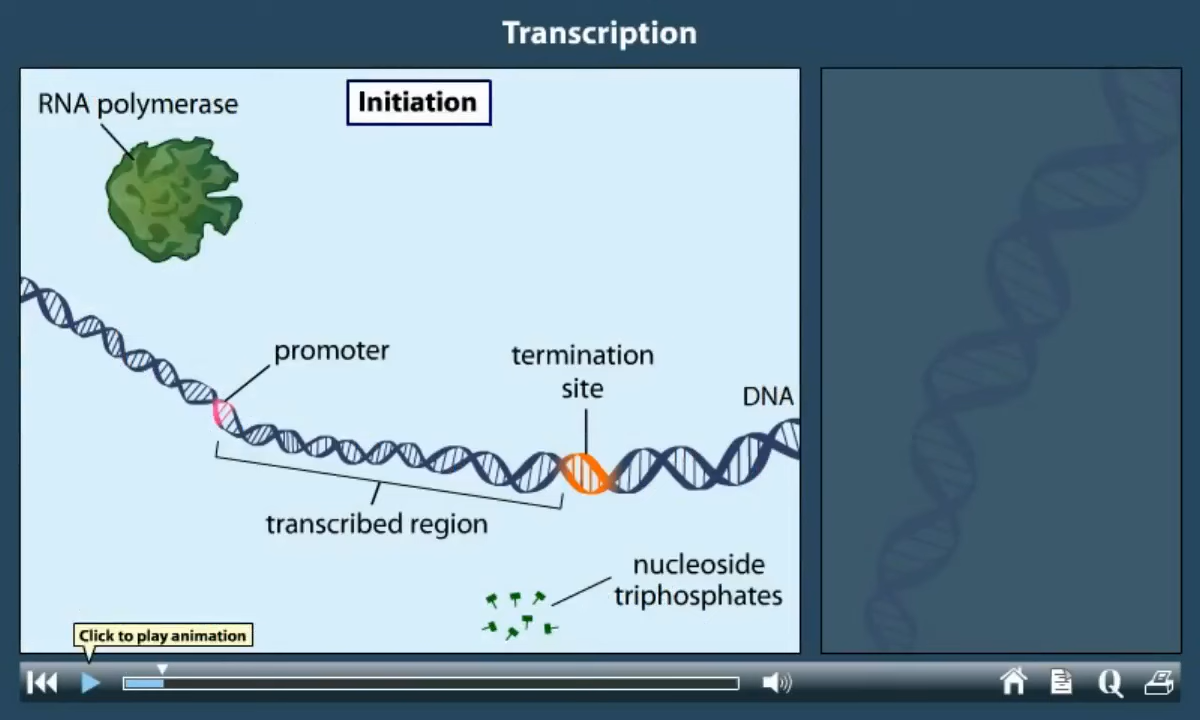 Transcription
RNA polymerase
Initiation
promoter
termination
site
DNA
transcribed region
nucleoside
triphosphates
Click to play animation
Q